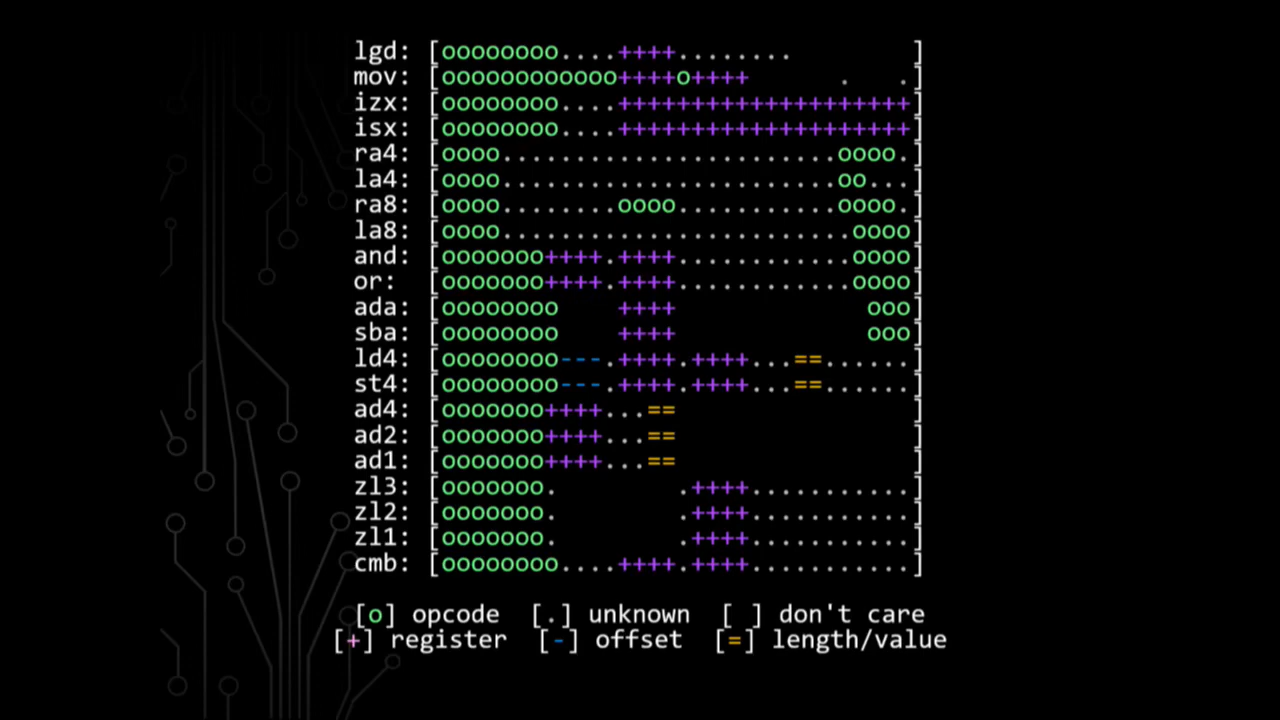 lgd: [oooooooo....++++........        ]
mov: [oooooooooooo++++o++++      .   .]
izx: [oooooooo....++++++++++++++++++++]
isx: [oooooooo....++++++++++++++++++++]
ra4: [oooo.......................oooo.]
la4: [oooo.......................oo...]
ra8: [oooo........oooo...........oooo.]
la8: [oooo........................oooo]
and: [ooooooo++++.++++............oooo]
or:  [ooooooo++++.++++............oooo]
ada: [oooooooo    ++++             ooo]
sba: [oooooooo    ++++             ooo]
ld4: [oooooooo---.++++.++++...==......]
st4: [oooooooo---.++++.++++...==......]
ad4: [ooooooo++++...==                ]
ad2: [ooooooo++++...==                ]
ad1: [ooooooo++++...==                ]
zl3: [ooooooo.        .++++...........]
zl2: [ooooooo.        .++++...........]
zl1: [ooooooo.        .++++...........]
cmb: [oooooooo....++++.++++...........]
[o] opcode  [.] unknown  [ ] don't care
[+] register  [-] offset  [=] length/value